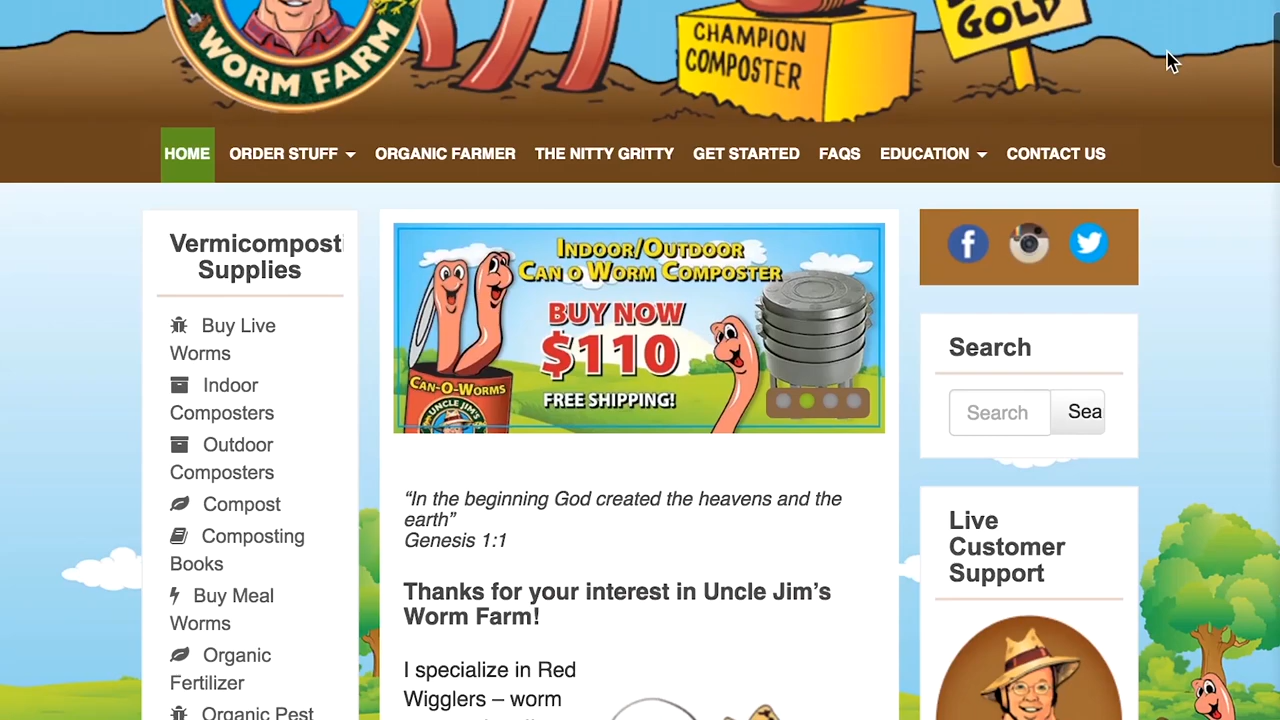 WORM FARM
CHAMPION
COMPOSTER
GOLD
HOME
ORDER STUFF
ORGANIC FARMER
THE NITTY GRITTY
GET STARTED
FAQS
EDUCATION
CONTACT US
Vermicomposti
Supplies
Buy Live
Worms
Indoor
Composters
Outdoor
Composters
Compost
Composting
Books
Buy Meal
Worms
Organic
Fertilizer
Organic Pest
INDOOR/OUTDOOR
CAN O WORM COMPOSTER
BUY NOW
$110
FREE SHIPPING!
CAN-O-WORMS
UNCLE JIM'S
“In the beginning God created the heavens and the
earth”
Genesis 1:1
Thanks for your interest in Uncle Jim’s
Worm Farm!
I specialize in Red
Wigglers – worm
Search
Search
Sea
Live
Customer
Support